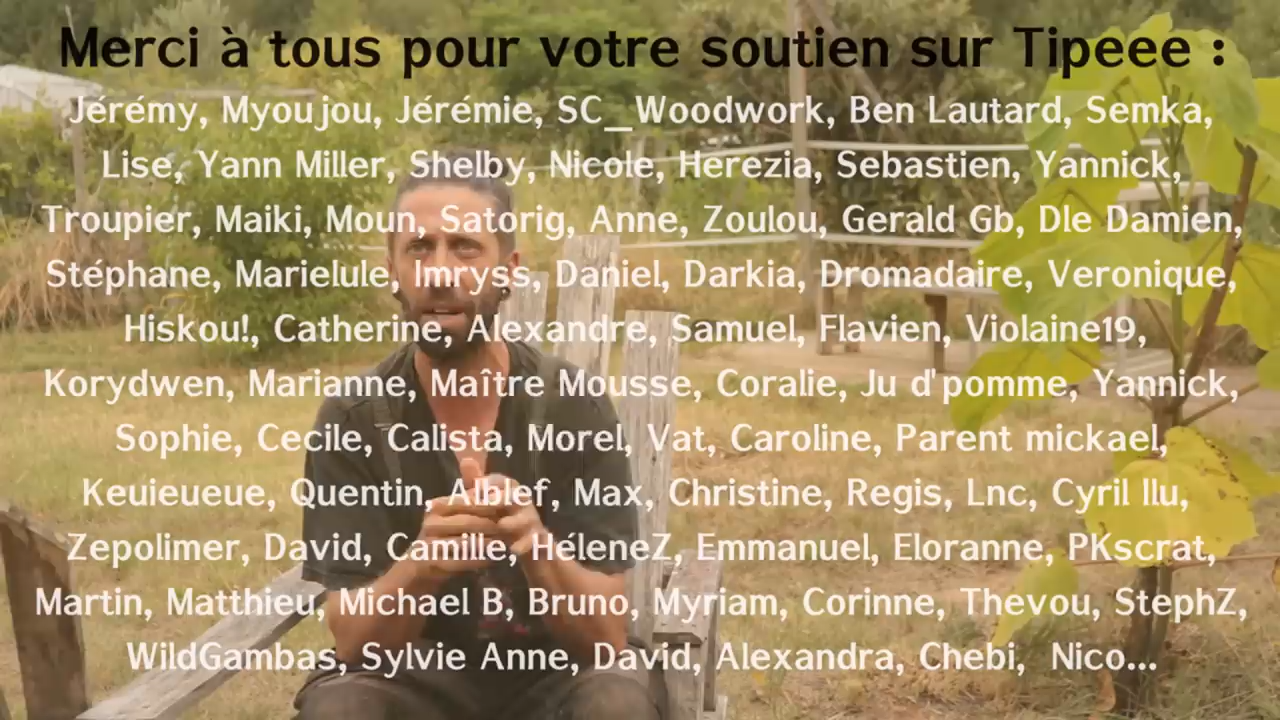 Merci à tous pour votre soutien sur Tipeee :
Jérémy, Myoujou, Jérémie, SC_Woodwork, Ben Lautard, Semka,
Lise, Yann Miller, Shelby, Nicole, Herezia, Sebastien, Yannick,
Troupier, Maiki, Moun, Satorig, Anne, Zoulou, Gerald Gb, Dle Damien,
Stéphane, Marielule, Imryss, Daniel, Darkia, Dromadaire, Veronique,
Hiskou!, Catherine, Alexandre, Samuel, Flavien, Violaine19,
Korydwen, Marianne, Maître Mousse, Coralie, Ju d'pomme, Yannick,
Sophie, Cecile, Calista, Morel, Vat, Caroline, Parent mickael,
Keuieueue, Quentin, Alblef, Max, Christine, Regis, Lnc, Cyril llu,
Zepolimer, David, Camille, HéleneZ, Emmanuel, Eloranne, PKscrat,
Martin, Matthieu, Michael B, Bruno, Myriam, Corinne, Thevou, StephZ,
WildGambas, Sylvie Anne, David, Alexandra, Chebi, Nico...